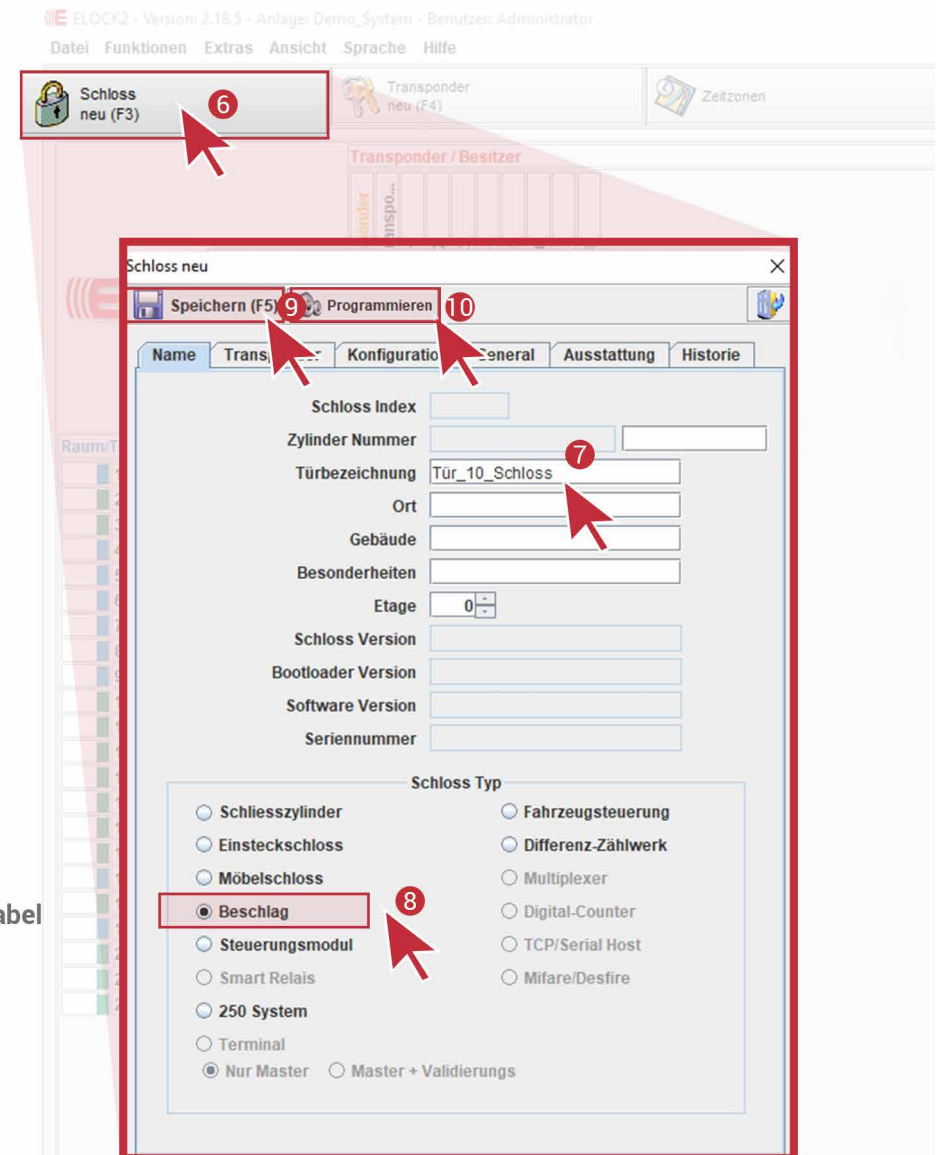 ELOCK2 - Version: 2.18.5 - Anlage: Demo_System - Benutzen Administrator
Datei Funktionen Extras Ansicht Sprache Hilfe
Schloss neu (F3)
6
Transponder neu (F4)
Zeitzonen
Transponder / Besitzer
Schloss neu
Speichern (F5)
9
Programmieren
10
Name
Konfiguratio
General
Ausstattung
Historie
Schloss Index
Zylinder Nummer
7
Türbezeichnung Tür_10_Schloss
Ort
Gebäude
Besonderheiten
Etage 0
Schloss Version
Bootloader Version
Software Version
Seriennummer
Schloss Typ
Schliesszylinder
Fahrzeugsteuerung
Einsteckschloss
Differenz-Zählwerk
Möbelschloss
Multiplexer
Beschlag
8
Digital-Counter
Steuerungsmodul
TCP/Serial Host
Smart Relais
Mifare/Desfire
250 System
Terminal
Nur Master
Master + Validierungs
abel